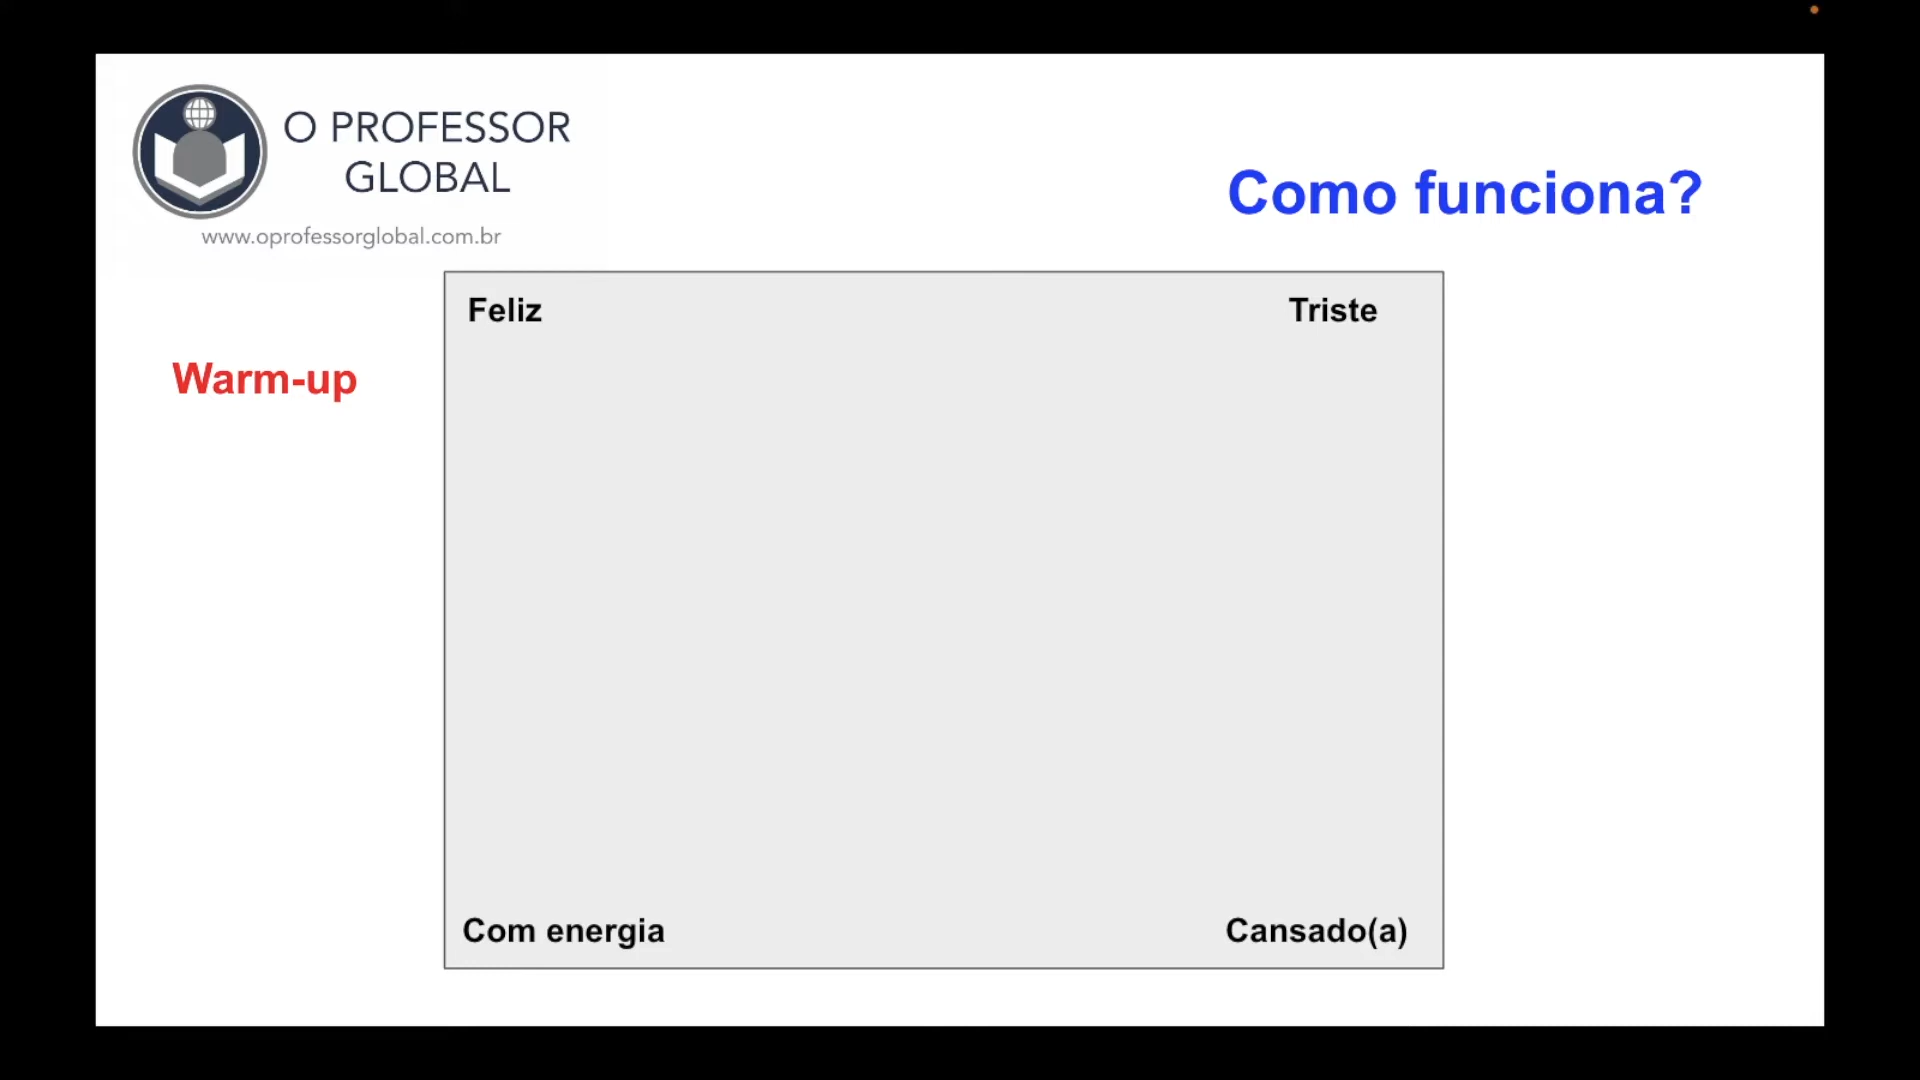 O PROFESSOR
GLOBAL
www.oprofessorglobal.com.br
Como funciona?
Warm-up
Feliz
Triste
Com energia
Cansado(a)